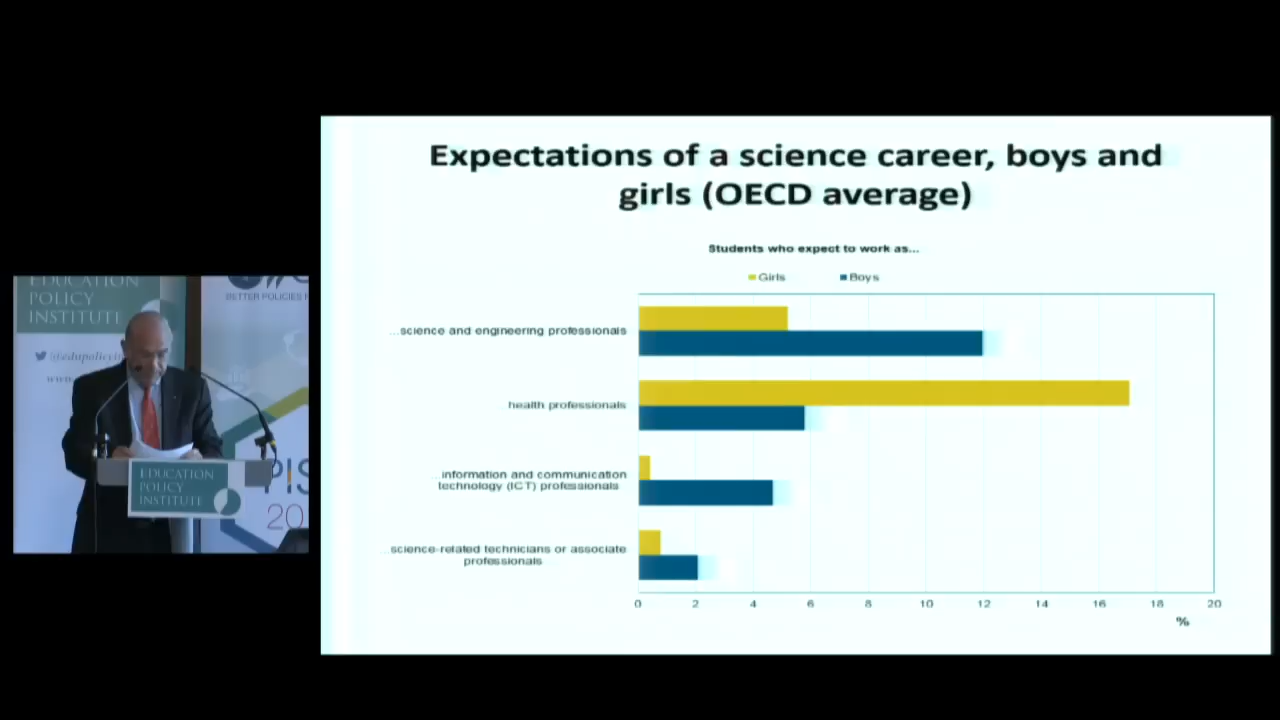 Expectations of a science career, boys and
girls (OECD average)
Students who expect to work as...
Girls
Boys
...science and engineering professionals
health professionals
information and communication
technology (ICT) professionals
...science-related technicians or associate
professionals
0 2 4 6 8 10 12 14 16 18 20
%
EDUCATION
POLICY
INSTITUTE
@edupolicy
www.
BETTER POLICIES
PIS
20
EDUCATION
POLICY
INSTITUTE